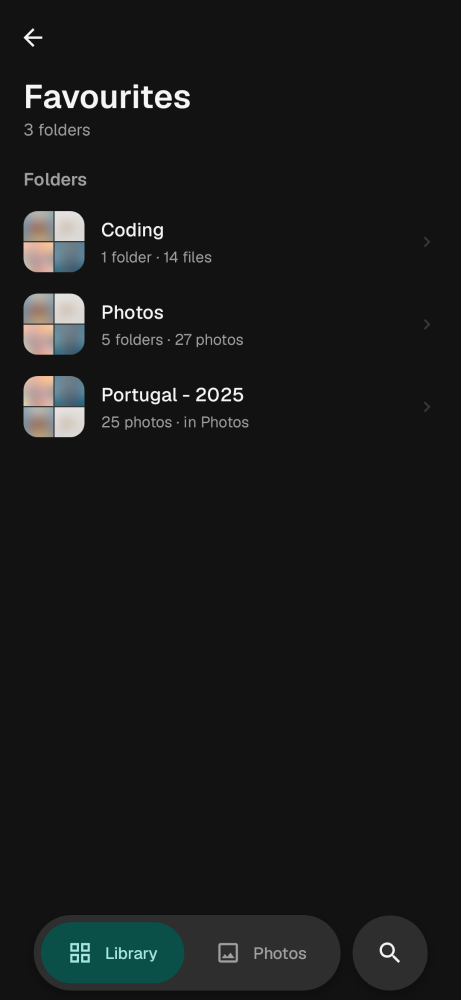 Favourites
3 folders
Folders
Coding
1 folder · 14 files
Photos
5 folders · 27 photos
Portugal - 2025
25 photos · in Photos
Library
Photos